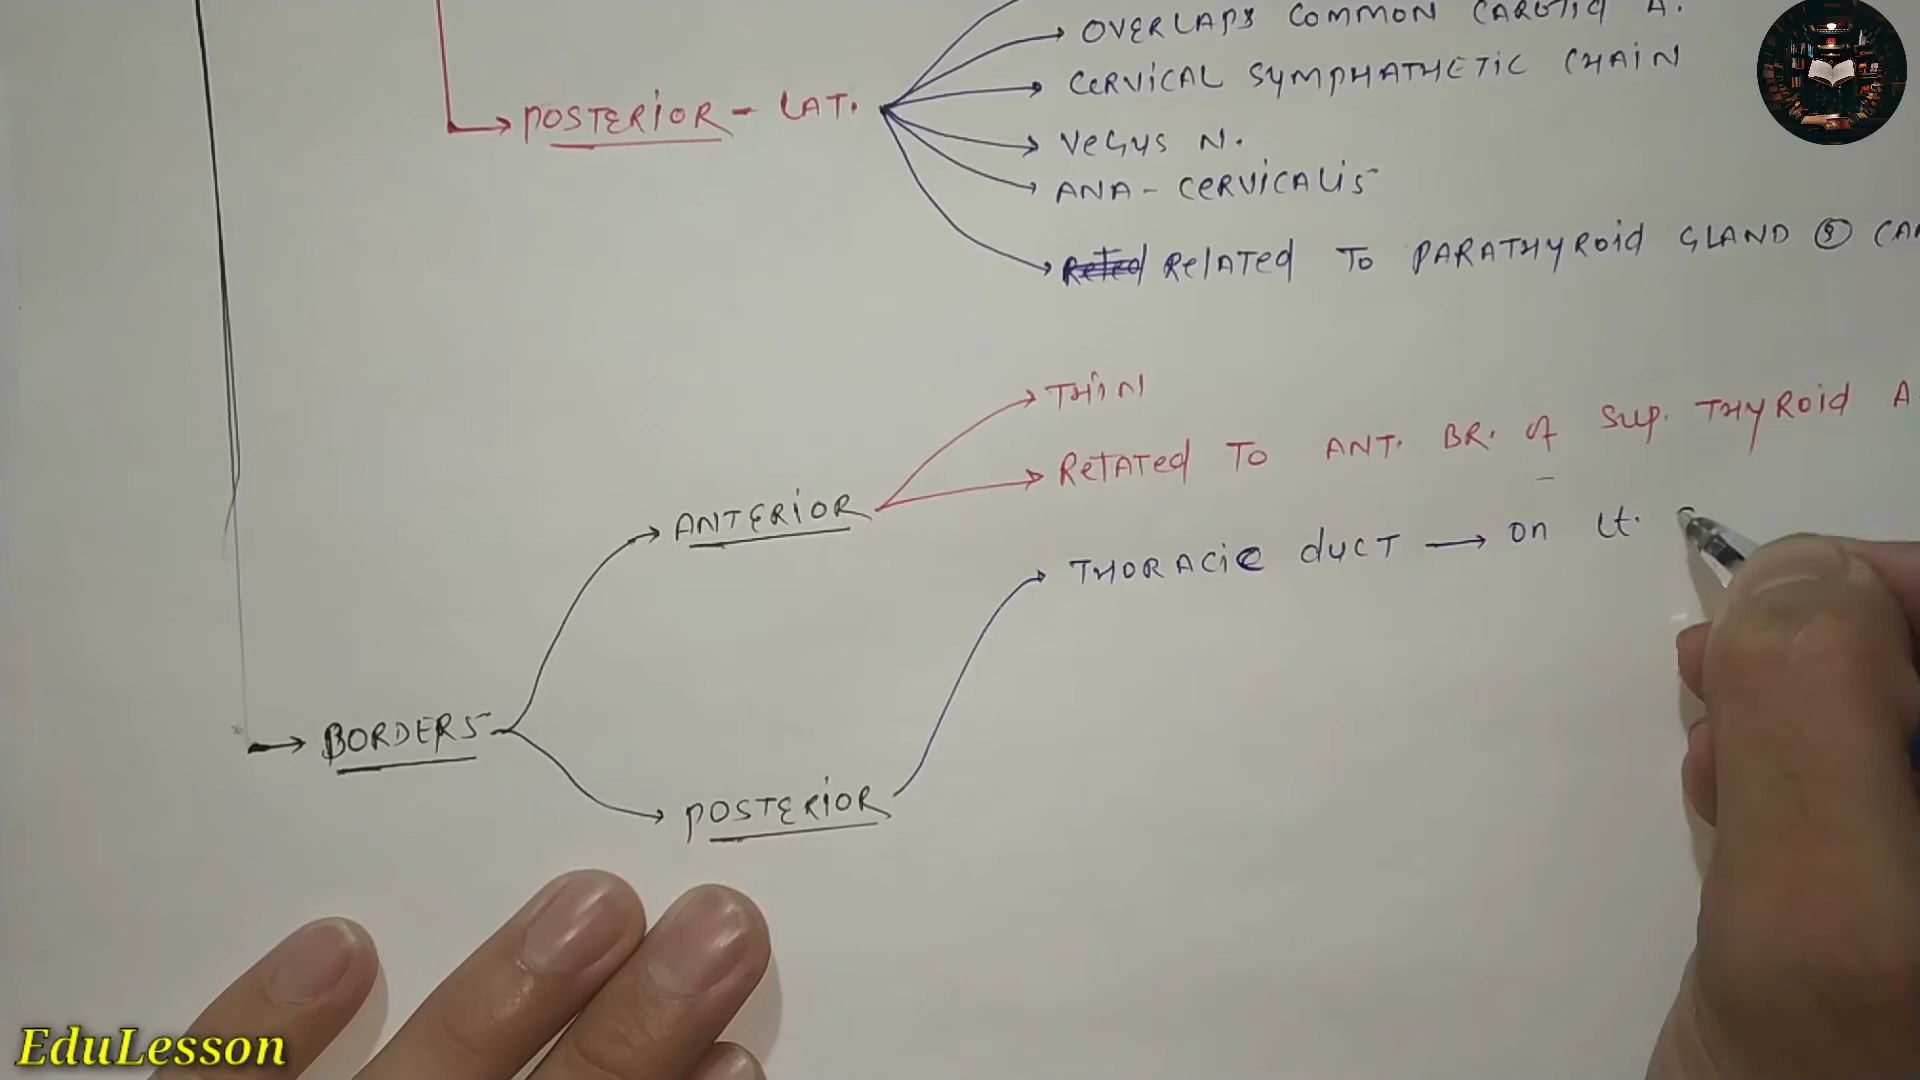 OVERLAPS COMMON CAROTID A.
CERVICAL SYMPHATHETIC CHAIN
POSTERIOR - LAT.
VEGUS N.
ANA - CERVICALIS
RELATED TO PARATHYROID GLAND
THIN
RETATED TO ANT. BR. of SUP. THYROID A.
ANTERIOR
THORACIC DUCT → ON Lt.
BORDERS
POSTERIOR
EduLesson